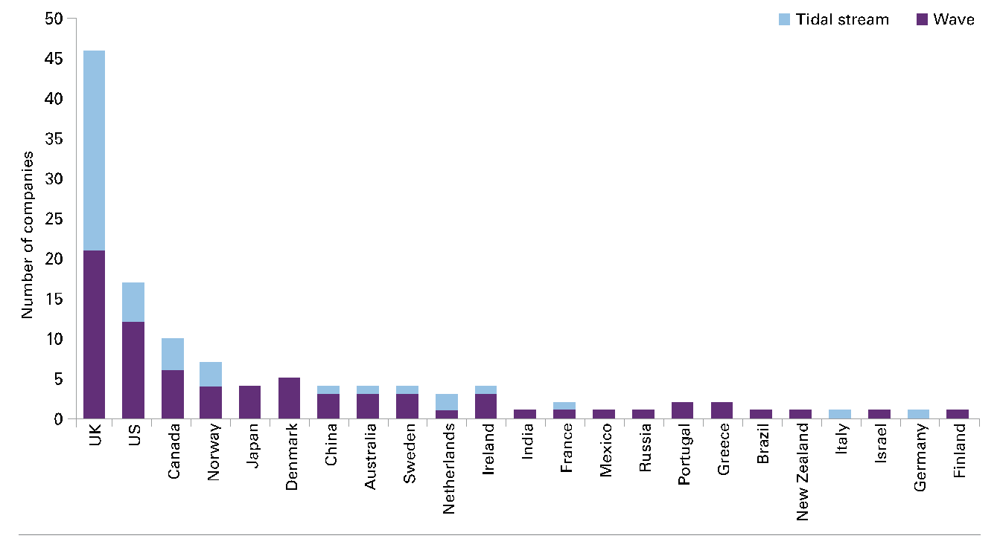 Tidal stream
Wave
Number of companies
50
45
40
35
30
25
20
15
10
5
0
UK
US
Canada
Norway
Japan
Denmark
China
Australia
Sweden
Netherlands
Ireland
India
France
Mexico
Russia
Portugal
Greece
Brazil
New Zealand
Italy
Israel
Germany
Finland